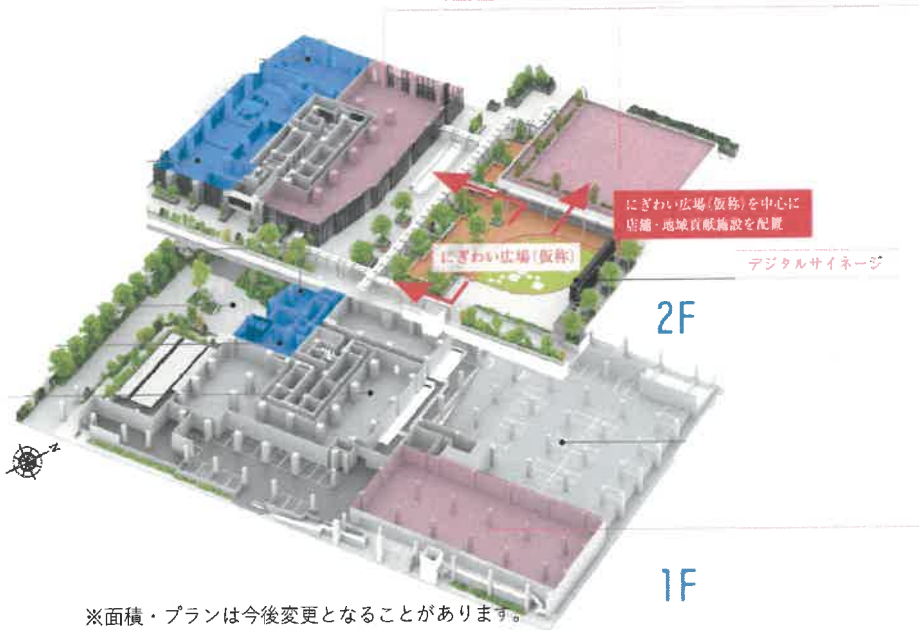 にぎわい広場(仮称)を中心に
店舗・地域貢献施設を配置
にぎわい広場(仮称)
デジタルサイネージ
2F
N
1F
※面積・プランは今後変更となることがあります。